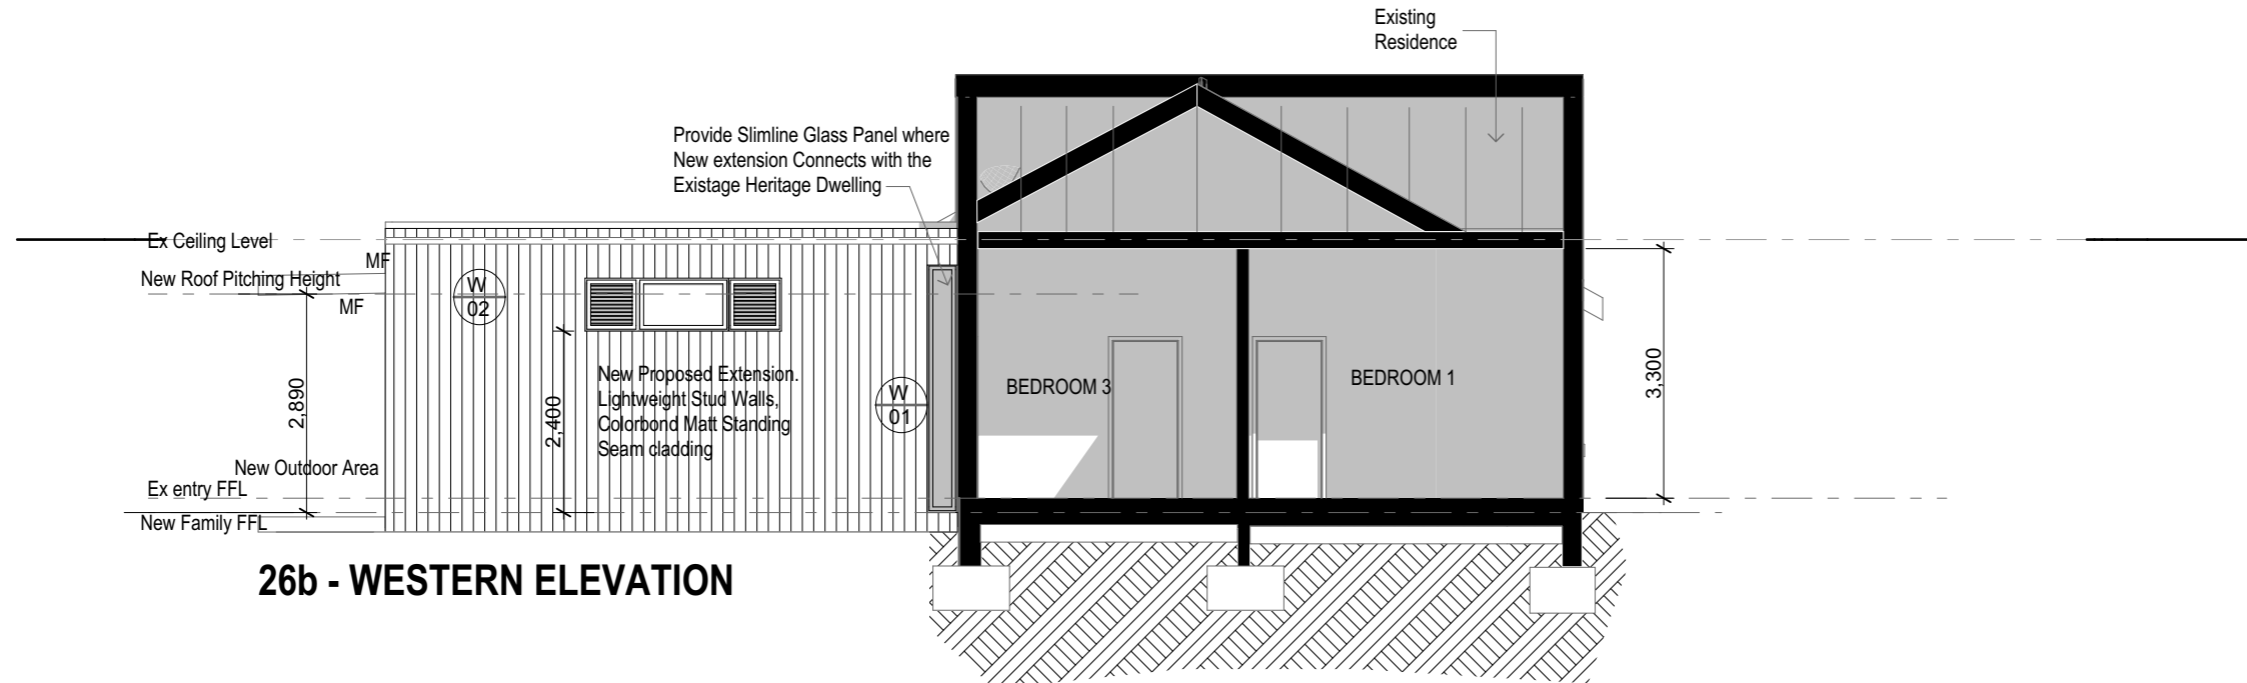 Existing
Residence
Provide Slimline Glass Panel where
New extension Connects with the
Existage Heritage Dwelling
Ex Ceiling Level
MF
New Roof Pitching Height
MF
W
02
2,890
2,400
New Proposed Extension.
Lightweight Stud Walls,
Colorbond Matt Standing
Seam cladding
W
01
BEDROOM 3
BEDROOM 1
3,300
New Outdoor Area
Ex entry FFL
New Family FFL
26b - WESTERN ELEVATION